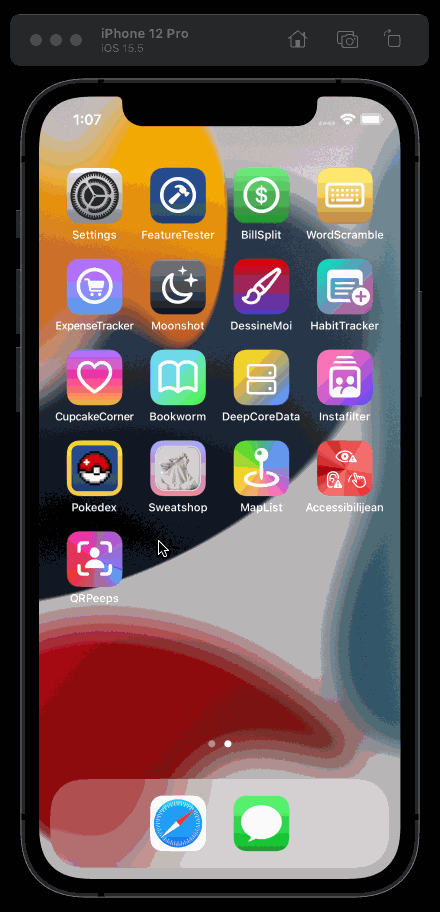 iPhone 12 Pro
iOS 15.5
1:07
Settings
FeatureTester
BillSplit
WordScramble
ExpenseTracker
Moonshot
DessineMoi
HabitTracker
CupcakeCorner
Bookworm
DeepCoreData
Instafilter
Pokedex
Sweatshop
MapList
Accessibilijean
QRPeeps